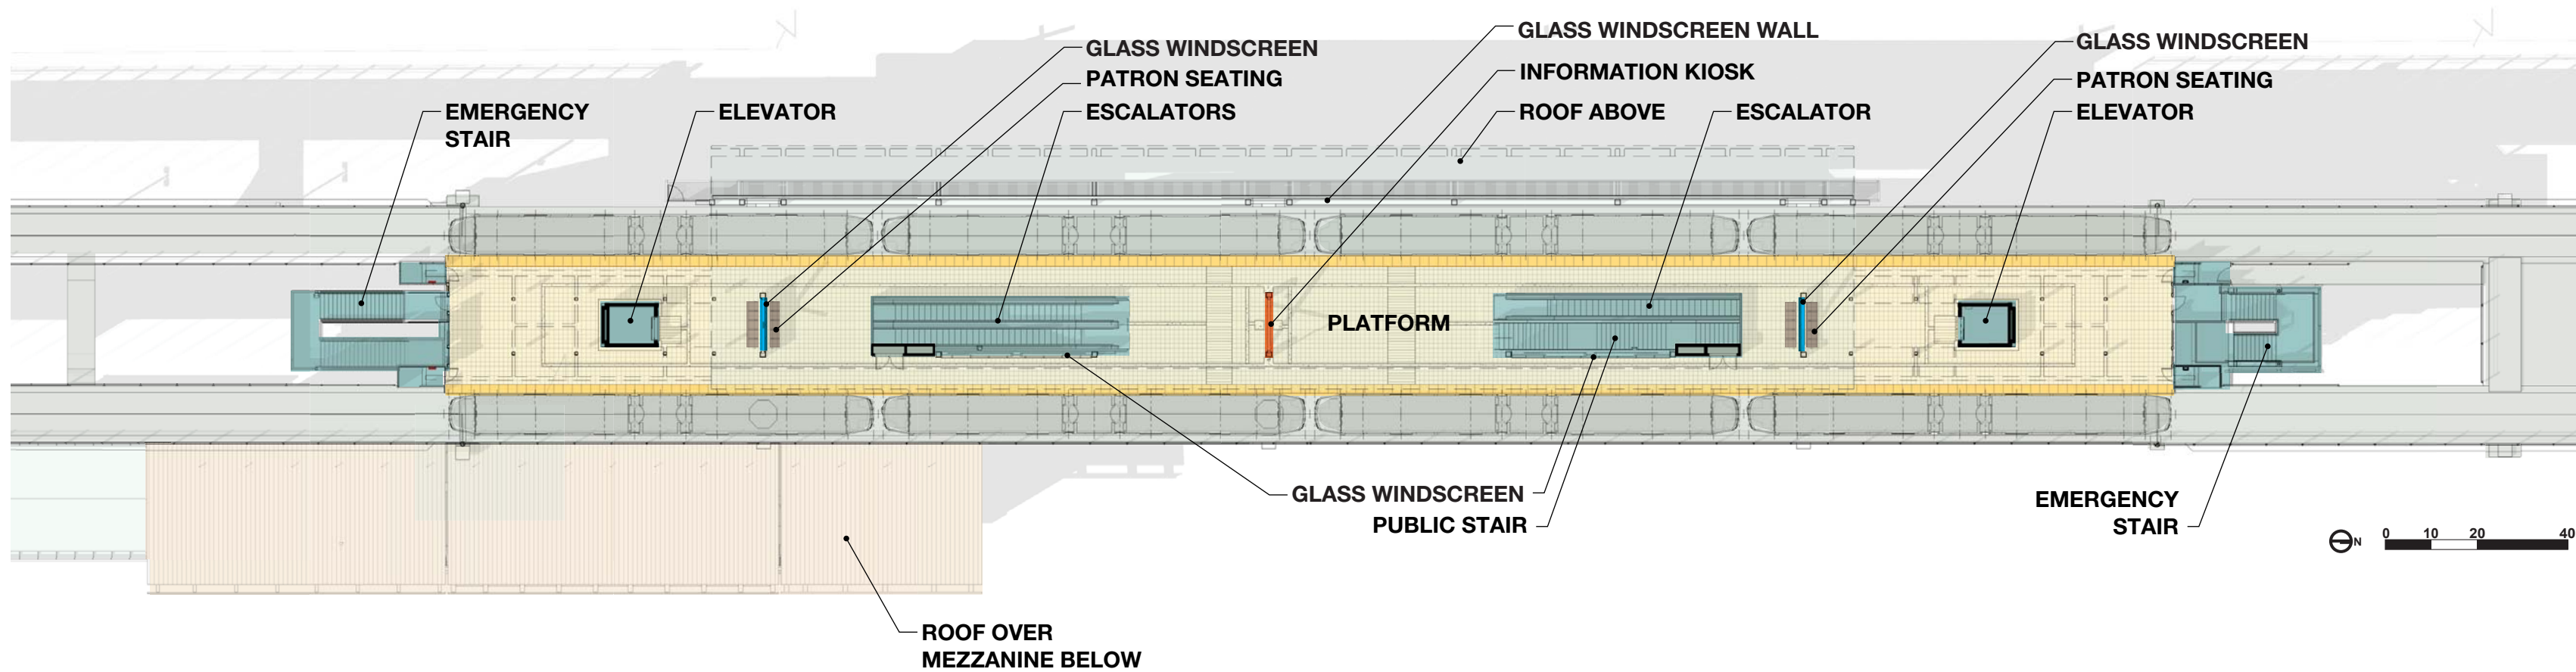 GLASS WINDSCREEN WALL
GLASS WINDSCREEN
GLASS WINDSCREEN
INFORMATION KIOSK
PATRON SEATING
PATRON SEATING
EMERGENCY
STAIR
ELEVATOR
ESCALATORS
ROOF ABOVE
ESCALATOR
ELEVATOR
PLATFORM
GLASS WINDSCREEN
PUBLIC STAIR
EMERGENCY
STAIR
N
0 10 20 40
ROOF OVER
MEZZANINE BELOW